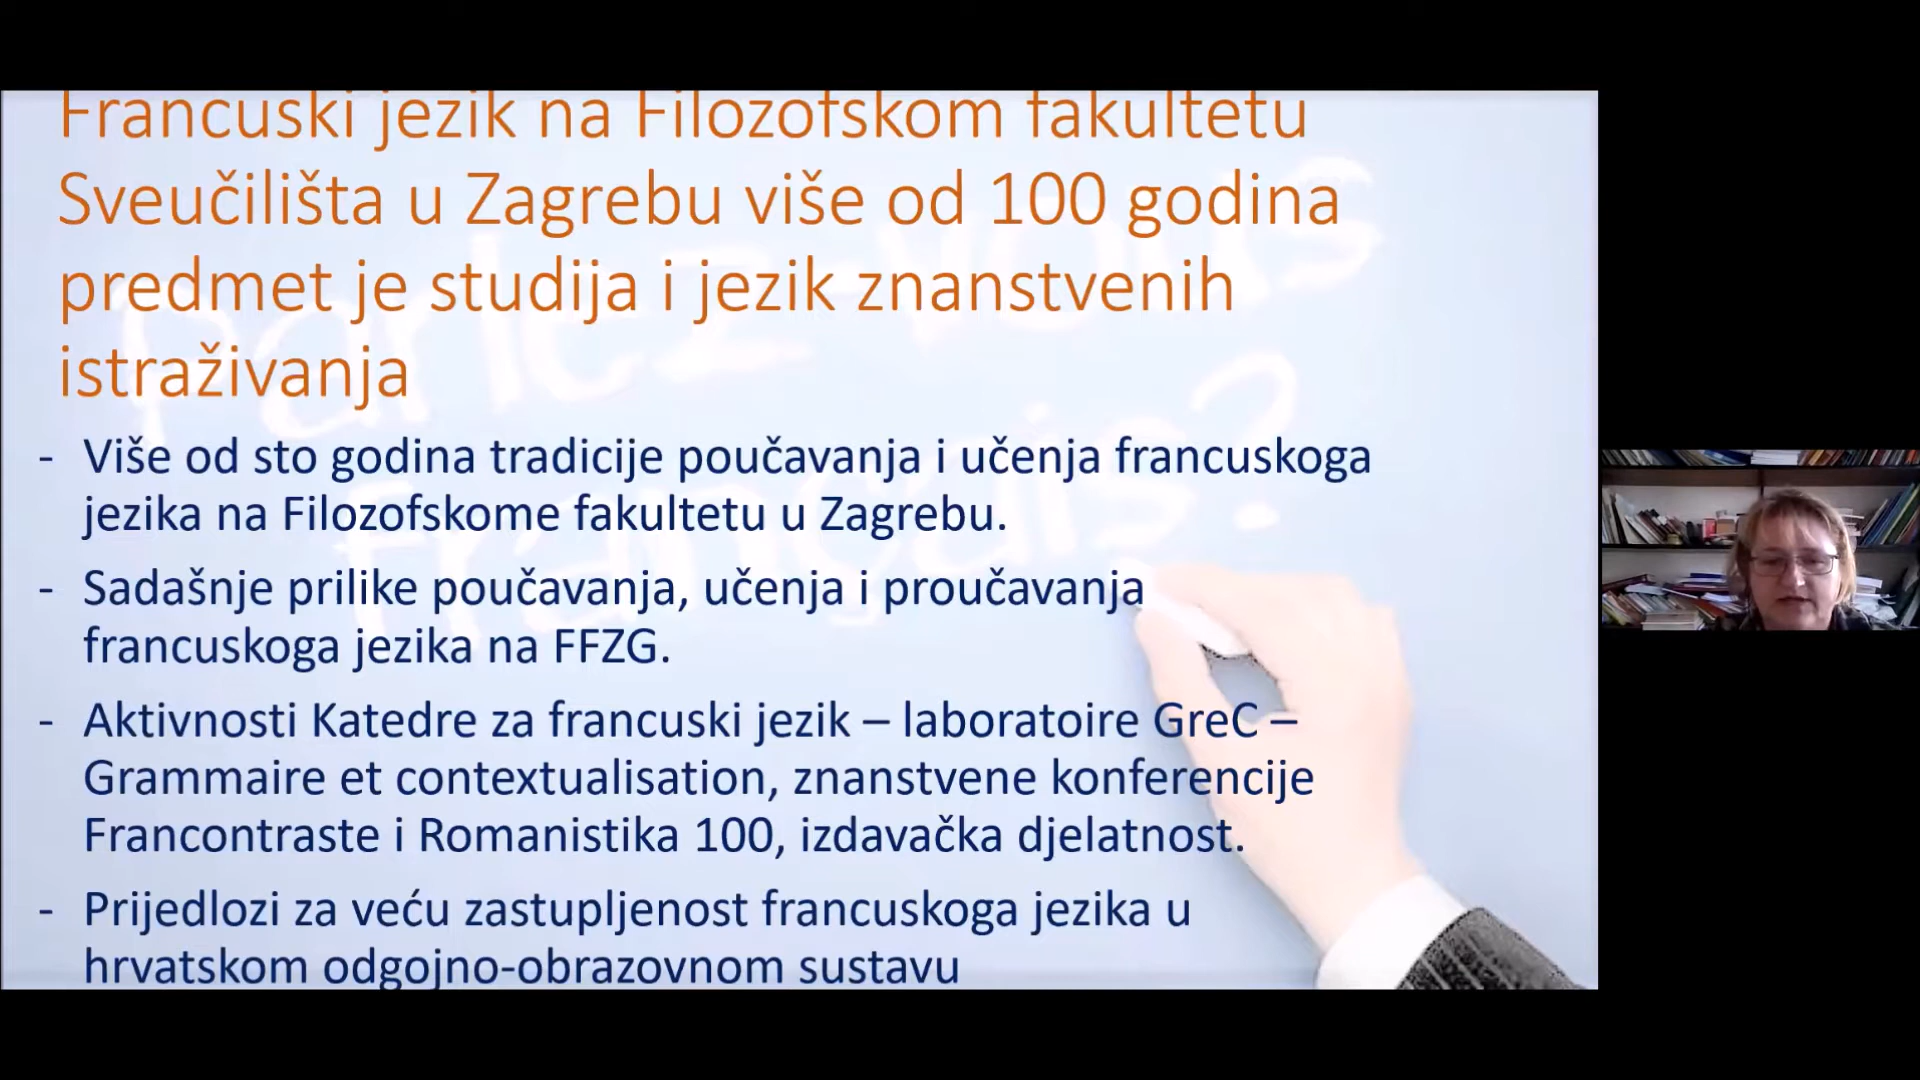 Francuski jezik na Filozofskom fakultetu
Sveučilišta u Zagrebu više od 100 godina
predmet je studija i jezik znanstvenih
istraživanja
- Više od sto godina tradicije poučavanja i učenja francuskoga
jezika na Filozofskome fakultetu u Zagrebu.
- Sadašnje prilike poučavanja, učenja i proučavanja
francuskoga jezika na FFZG.
- Aktivnosti Katedre za francuski jezik – laboratoire GreC –
Grammaire et contextualisation, znanstvene konferencije
Francontraste i Romanistika 100, izdavačka djelatnost.
- Prijedlozi za veću zastupljenost francuskoga jezika u
hrvatskom odgojno-obrazovnom sustavu
Parlez-vous
français?